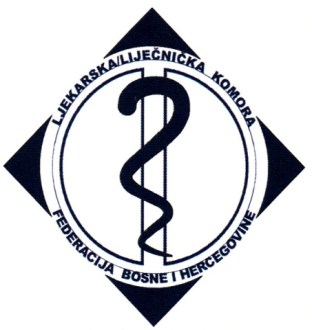 LJEKARSKA/LIJEČNIČKA KOMORA
FEDERACIJA BOSNE I HERCEGOVINE